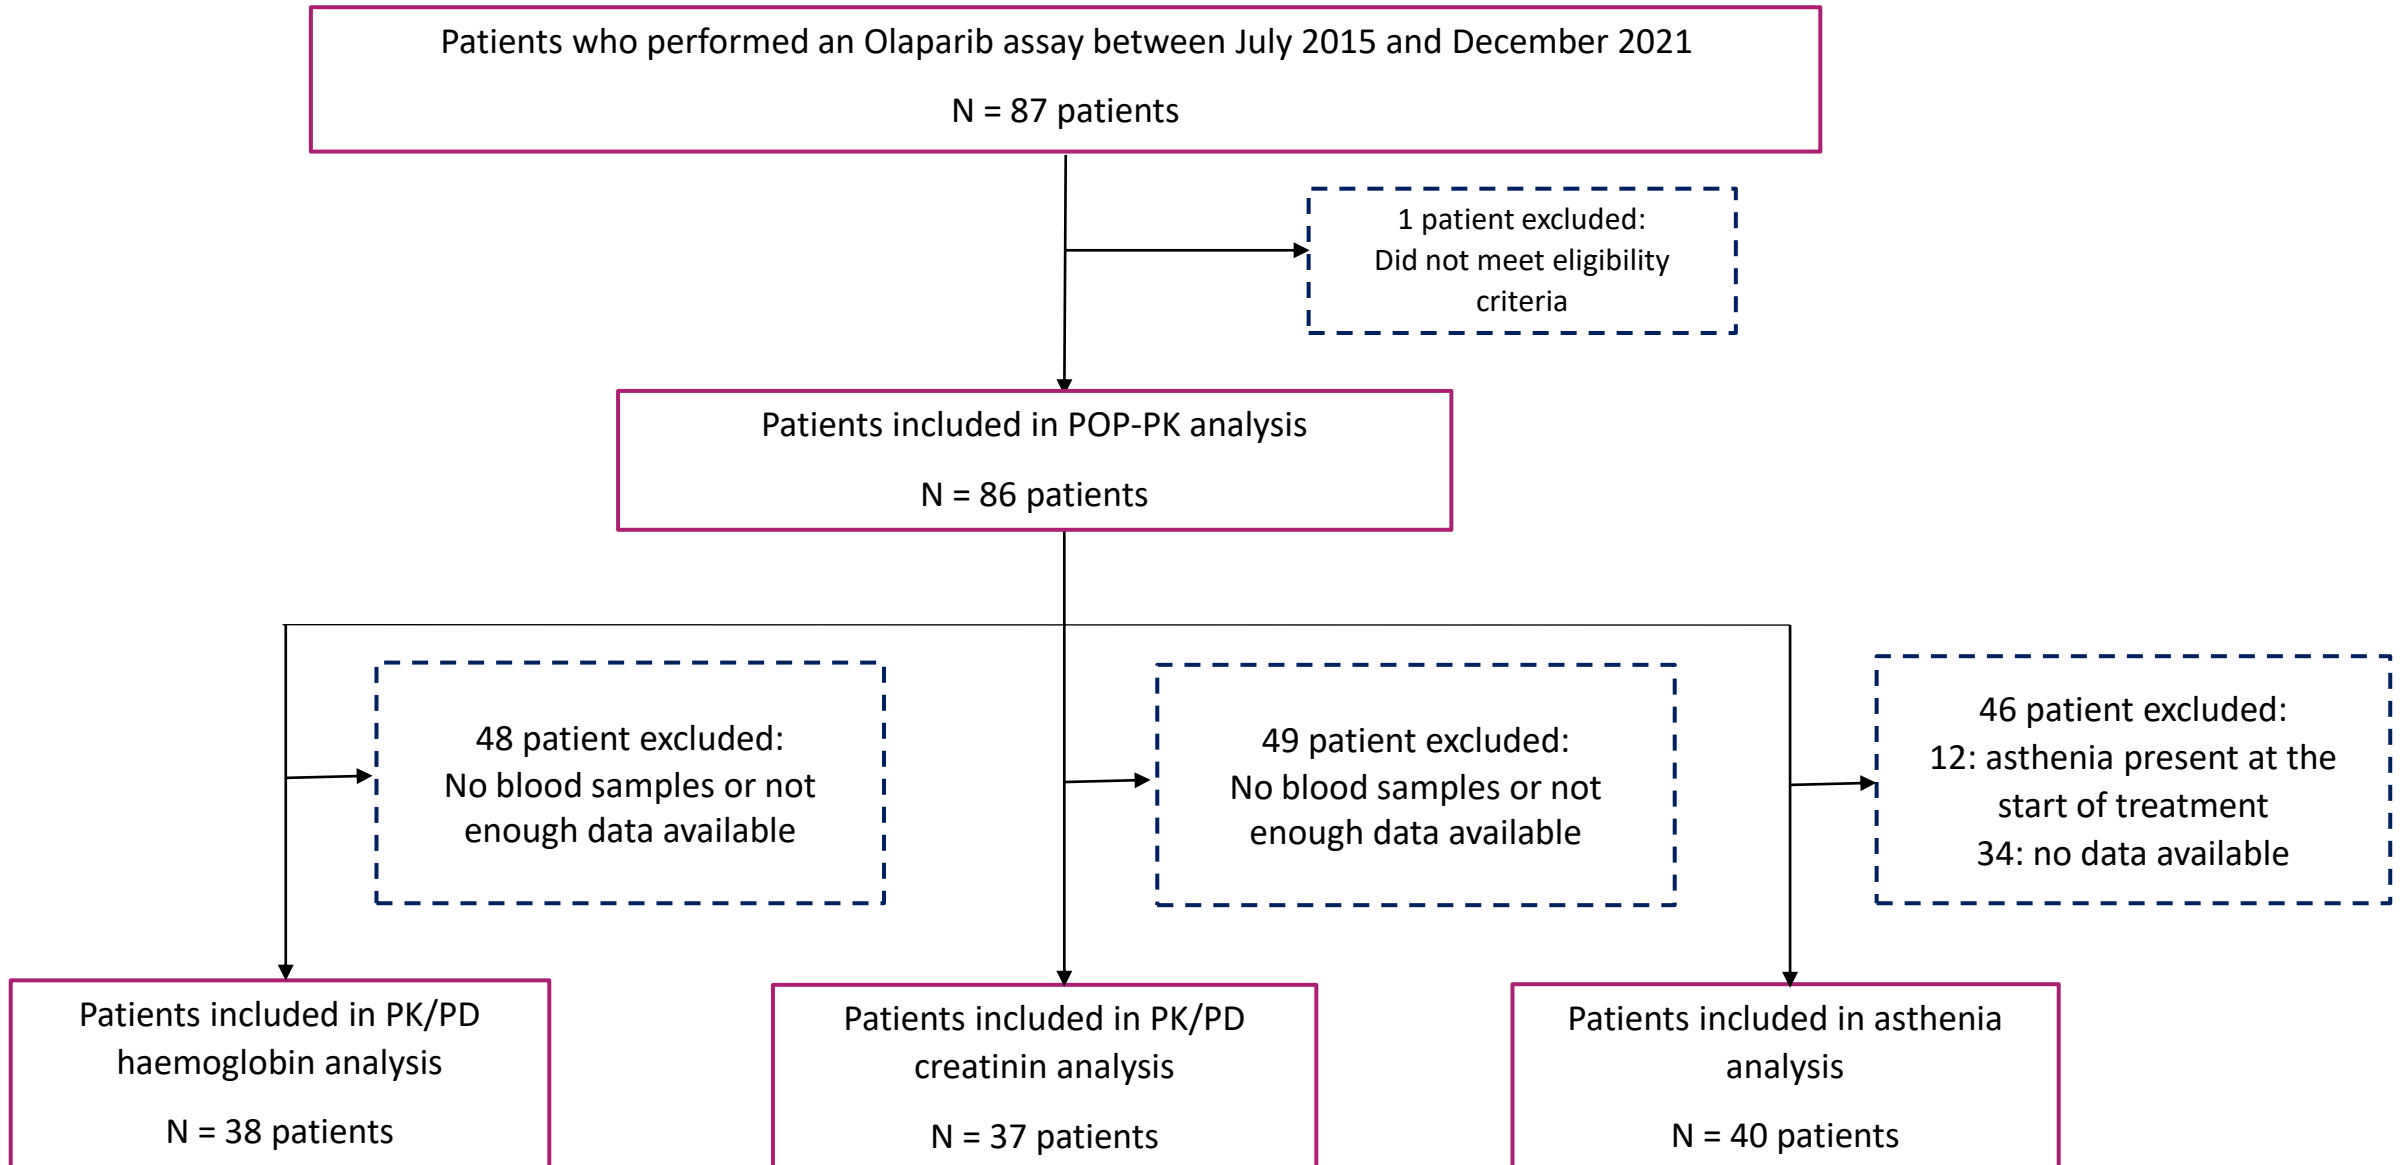 Patients who performed an Olaparib assay between July 2015 and December 2021
N = 87 patients
1 patient excluded:
Did not meet eligibility
criteria
Patients included in POP-PK analysis
N = 86 patients
48 patient excluded:
No blood samples or not
enough data available
49 patient excluded:
No blood samples or not
enough data available
46 patient excluded:
12: asthenia present at the
start of treatment
34: no data available
Patients included in PK/PD
haemoglobin analysis
N = 38 patients
Patients included in PK/PD
creatinin analysis
N = 37 patients
Patients included in asthenia
analysis
N = 40 patients